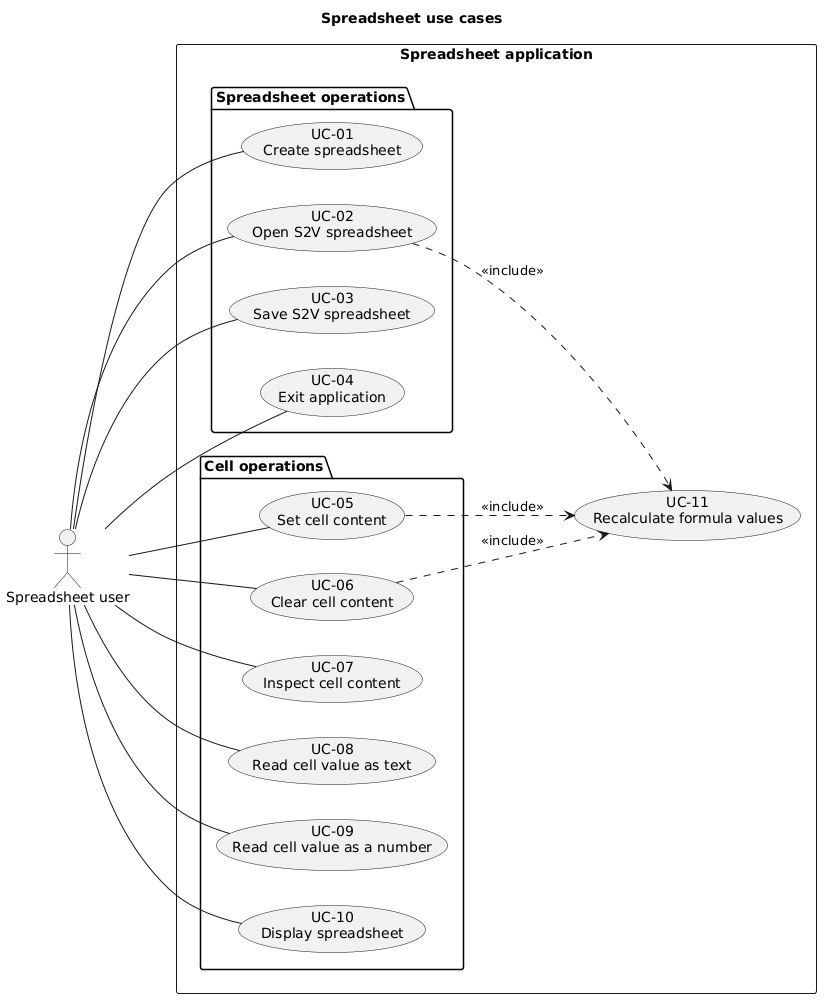 Spreadsheet use cases
Spreadsheet application
Spreadsheet operations
UC-01
Create spreadsheet
UC-02
Open S2V spreadsheet
«include»
UC-03
Save S2V spreadsheet
UC-04
Exit application
Cell operations
UC-05
Set cell content
«include»
UC-11
Recalculate formula values
«include»
UC-06
Clear cell content
Spreadsheet user
UC-07
Inspect cell content
UC-08
Read cell value as text
UC-09
Read cell value as a number
UC-10
Display spreadsheet